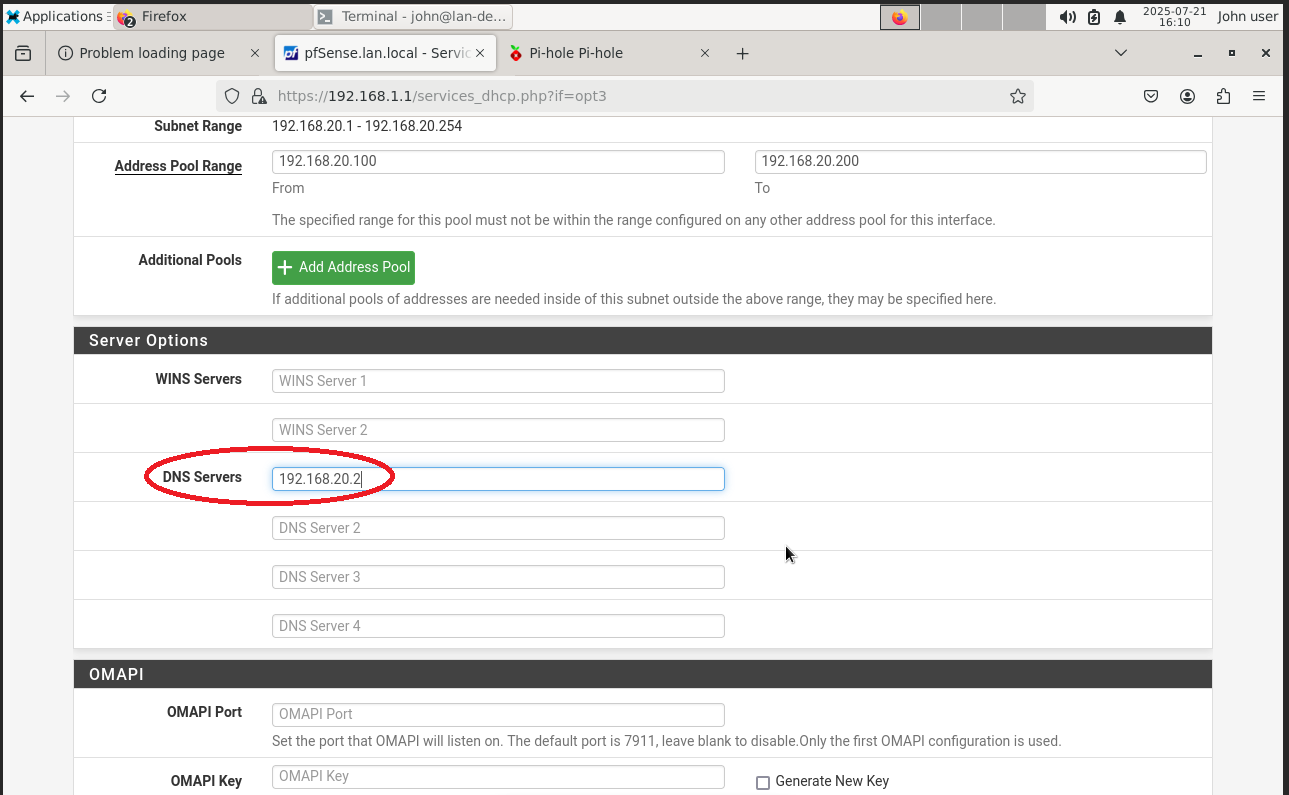 Applications
Firefox
2
Terminal - john@lan-de...
2025-07-21
16:10
John user
Problem loading page
pf
pfSense.lan.local - Servic
Pi-hole Pi-hole
https://192.168.1.1/services_dhcp.php?if=opt3
Subnet Range 192.168.20.1 - 192.168.20.254
Address Pool Range 192.168.20.100 192.168.20.200
From To
The specified range for this pool must not be within the range configured on any other address pool for this interface.
Additional Pools + Add Address Pool
If additional pools of addresses are needed inside of this subnet outside the above range, they may be specified here.
Server Options
WINS Servers WINS Server 1
WINS Server 2
DNS Servers 192.168.20.2
DNS Server 2
DNS Server 3
DNS Server 4
OMAPI
OMAPI Port OMAPI Port
Set the port that OMAPI will listen on. The default port is 7911, leave blank to disable.Only the first OMAPI configuration is used.
OMAPI Key OMAPI Key Generate New Key